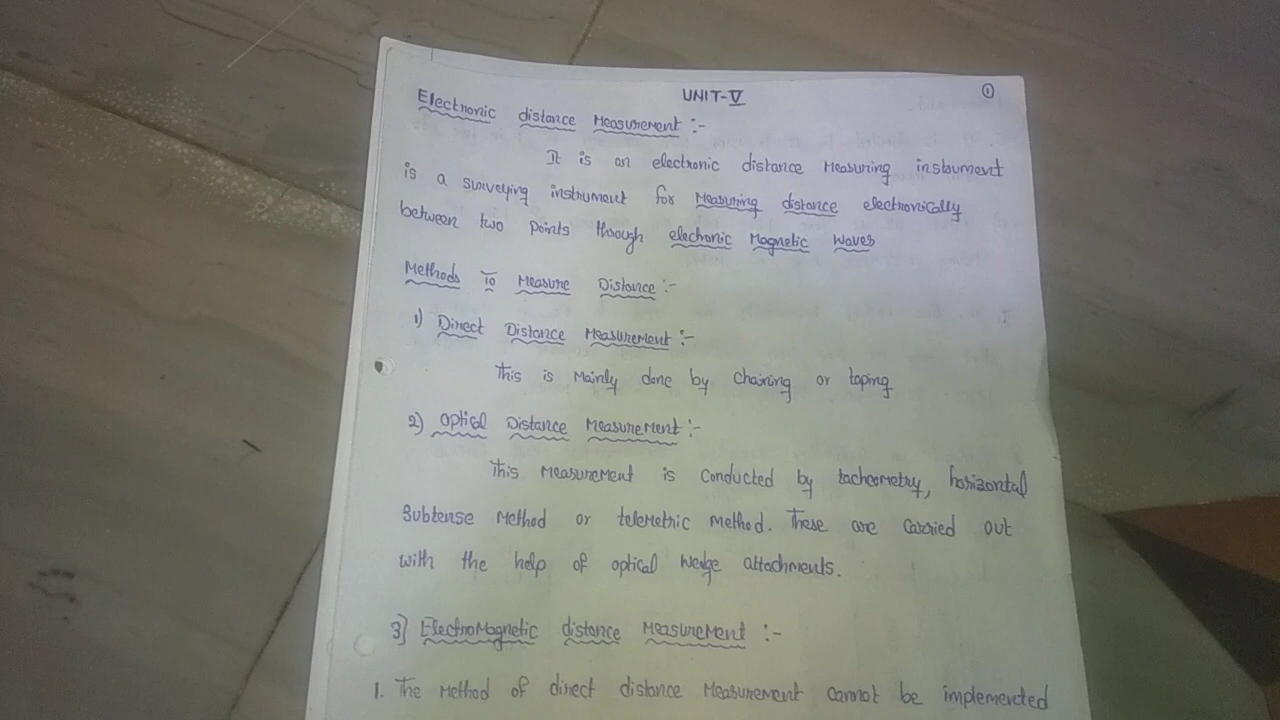 UNIT-V
①
Electronic distance Measurement :-
It is an electronic distance Measuring instrument
is a surveying instrument for Measuring distance electronically
between two points through electronic Magnetic waves
Methods To Measure Distance :-
1) Direct Distance Measurement :-
This is Mainly done by chaining or taping
2) optical Distance Measurement :-
This Measurement is conducted by tacheometry, horizontal
Subtense Method or telemetric method. These are carried out
with the help of optical wedge attachments.
3] ElectroMagnetic distance Measurement :-
1. The Method of direct distance Measurement cannot be implemented